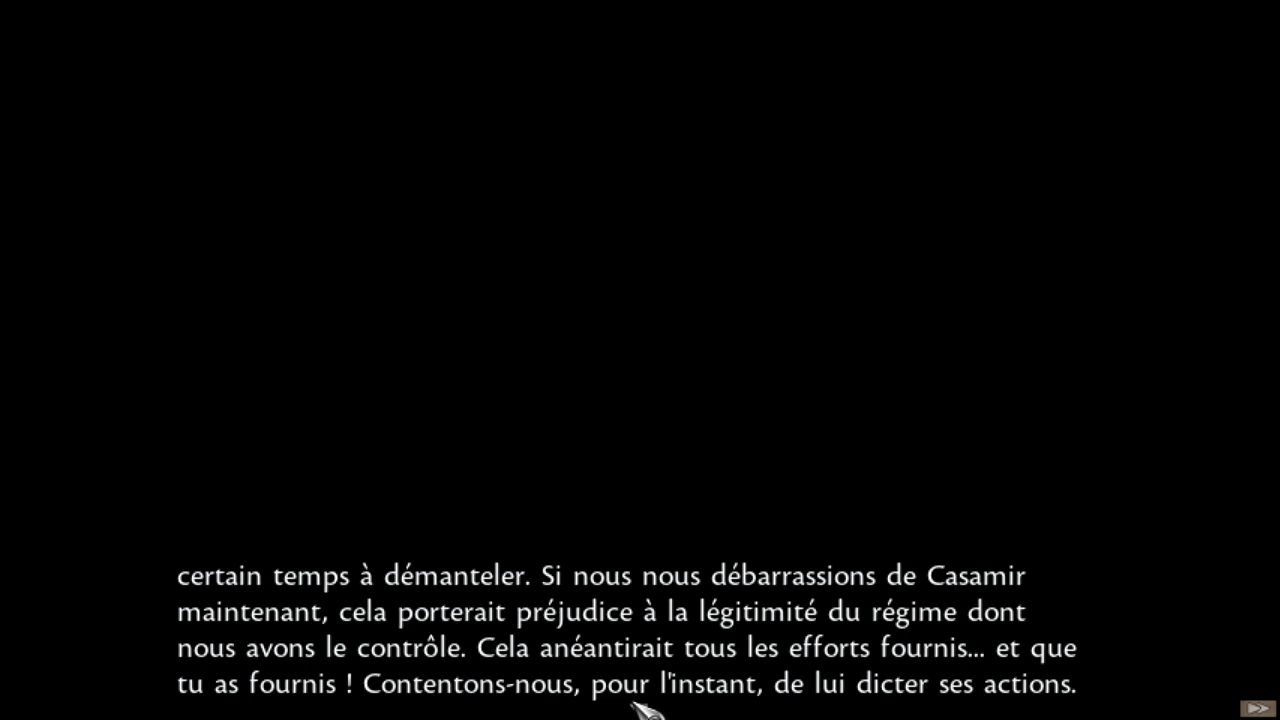 certain temps à démanteler. Si nous nous débarrassions de Casamir
maintenant, cela porterait préjudice à la légitimité du régime dont
nous avons le contrôle. Cela anéantirait tous les efforts fournis... et que
tu as fournis ! Contentons-nous, pour l'instant, de lui dicter ses actions.